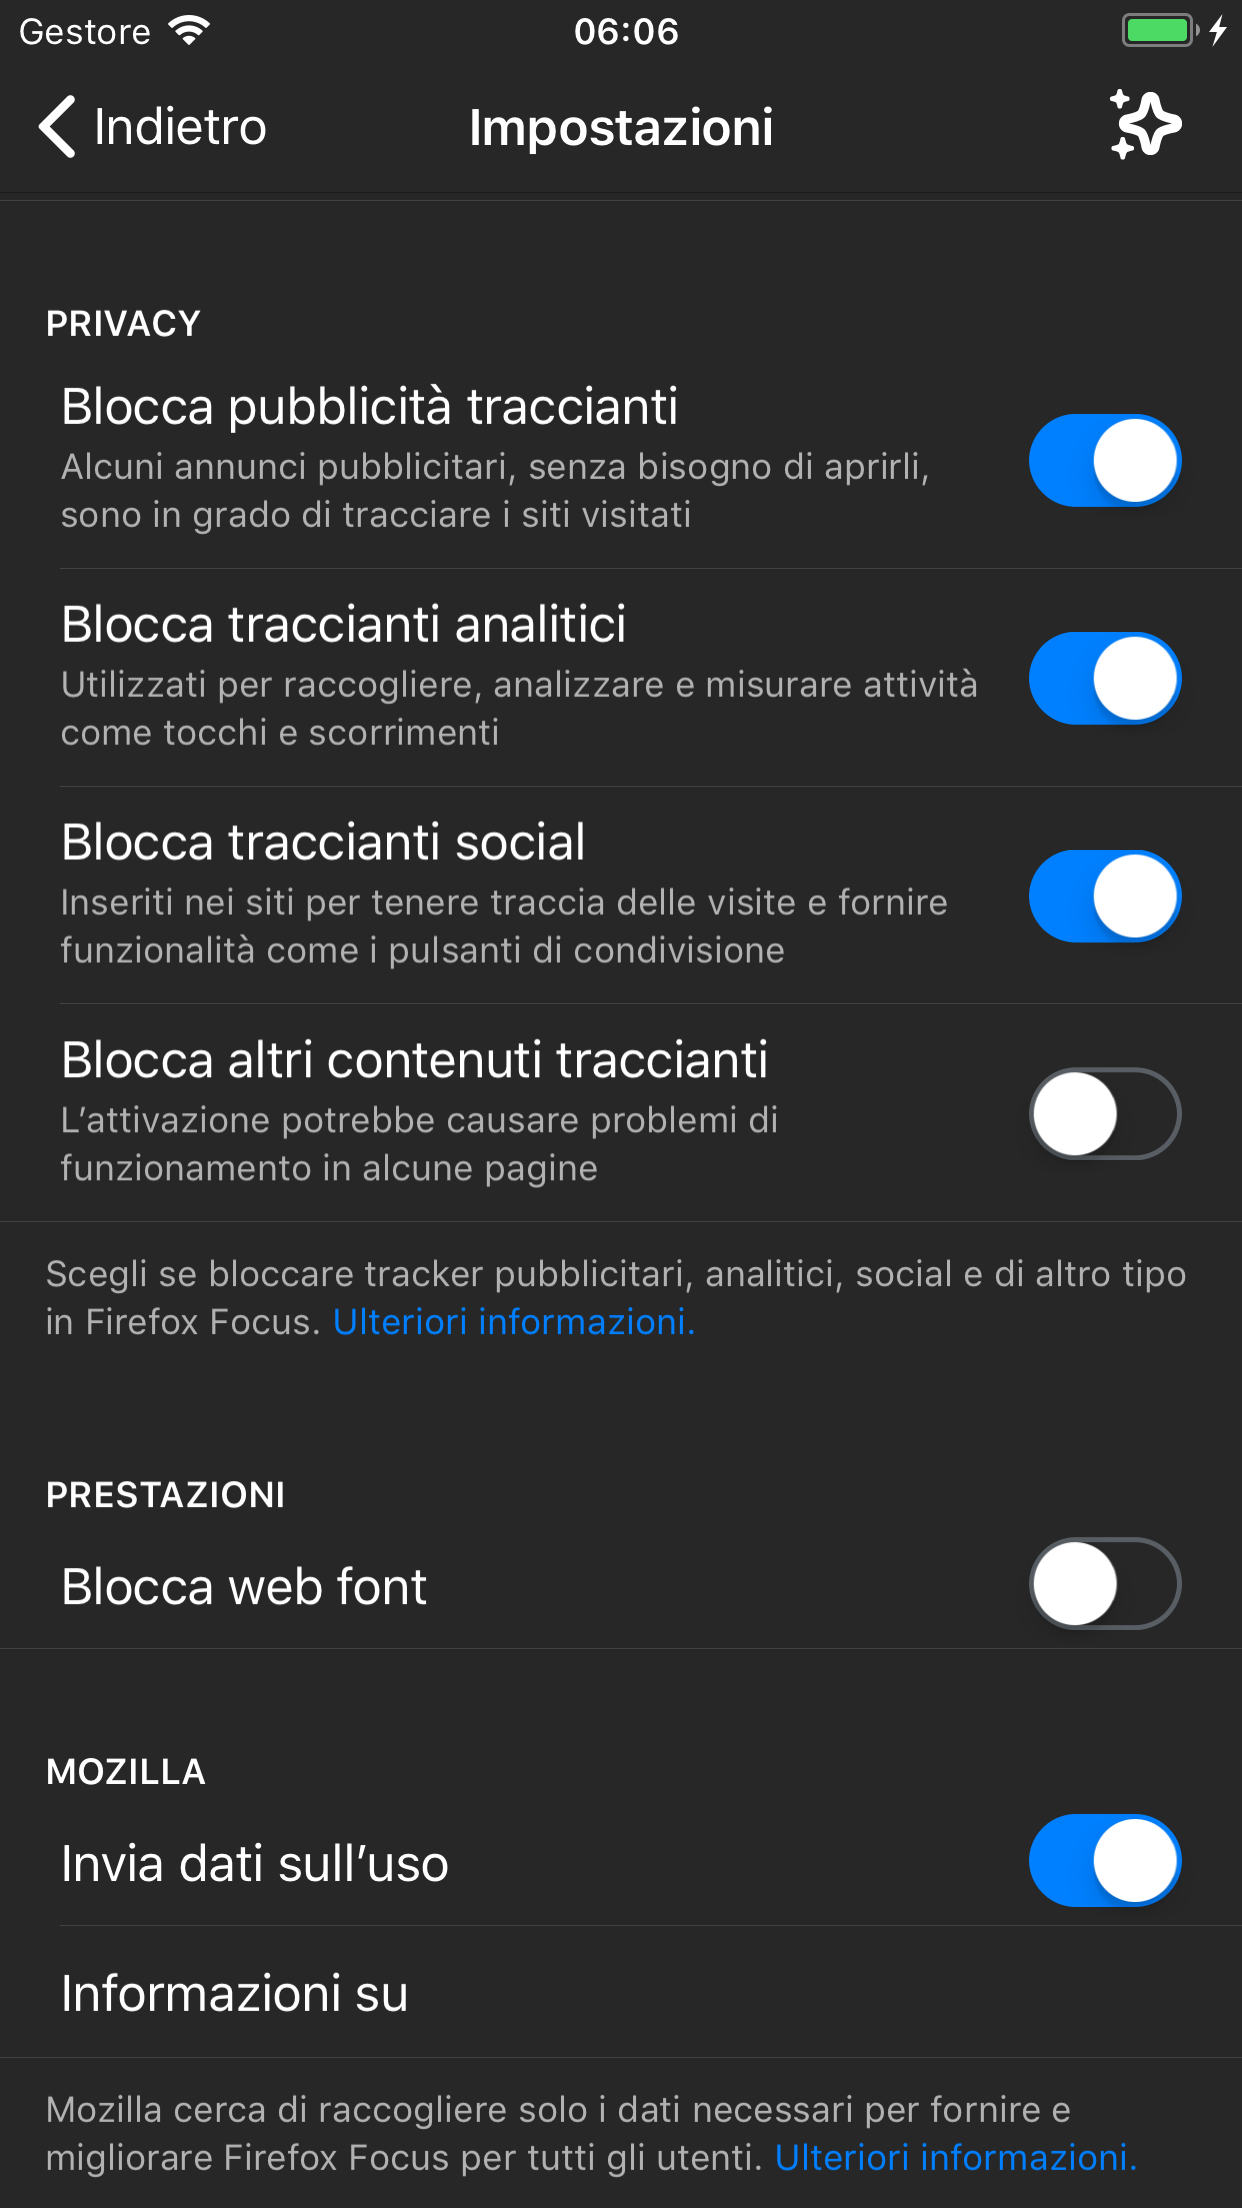 Gestore
06:06
Indietro
Impostazioni
PRIVACY
Blocca pubblicità traccianti
Alcuni annunci pubblicitari, senza bisogno di aprirli,
sono in grado di tracciare i siti visitati
Blocca traccianti analitici
Utilizzati per raccogliere, analizzare e misurare attività
come tocchi e scorrimenti
Blocca traccianti social
Inseriti nei siti per tenere traccia delle visite e fornire
funzionalità come i pulsanti di condivisione
Blocca altri contenuti traccianti
L’attivazione potrebbe causare problemi di
funzionamento in alcune pagine
Scegli se bloccare tracker pubblicitari, analitici, social e di altro tipo
in Firefox Focus. Ulteriori informazioni.
PRESTAZIONI
Blocca web font
MOZILLA
Invia dati sull’uso
Informazioni su
Mozilla cerca di raccogliere solo i dati necessari per fornire e
migliorare Firefox Focus per tutti gli utenti. Ulteriori informazioni.